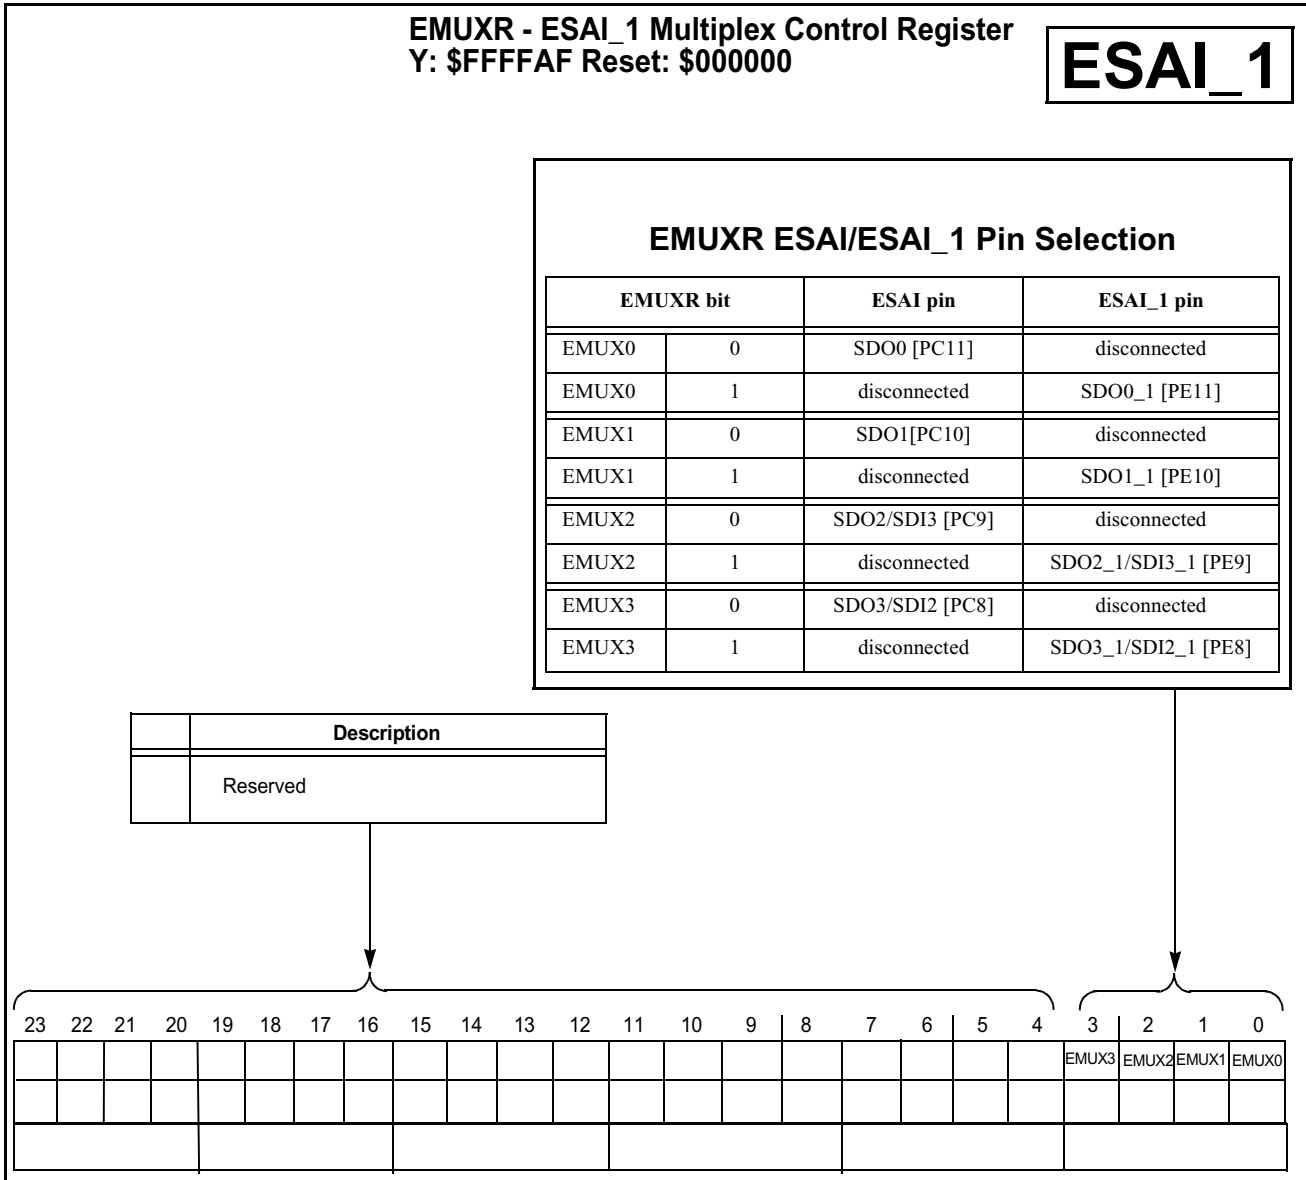 EMUXR - ESAI_1 Multiplex Control Register
Y: $FFFFAF Reset: $000000
ESAI_1
EMUXR ESAI/ESAI_1 Pin Selection
EMUXR bit ESAI pin ESAI_1 pin
EMUX0 0 SDO0 [PC11] disconnected
EMUX0 1 disconnected SDO0_1 [PE11]
EMUX1 0 SDO1[PC10] disconnected
EMUX1 1 disconnected SDO1_1 [PE10]
EMUX2 0 SDO2/SDI3 [PC9] disconnected
EMUX2 1 disconnected SDO2_1/SDI3_1 [PE9]
EMUX3 0 SDO3/SDI2 [PC8] disconnected
EMUX3 1 disconnected SDO3_1/SDI2_1 [PE8]
Description
Reserved
23 22 21 20 19 18 17 16 15 14 13 12 11 10 9 8 7 6 5 4 3 2 1 0
EMUX3 EMUX2 EMUX1 EMUX0